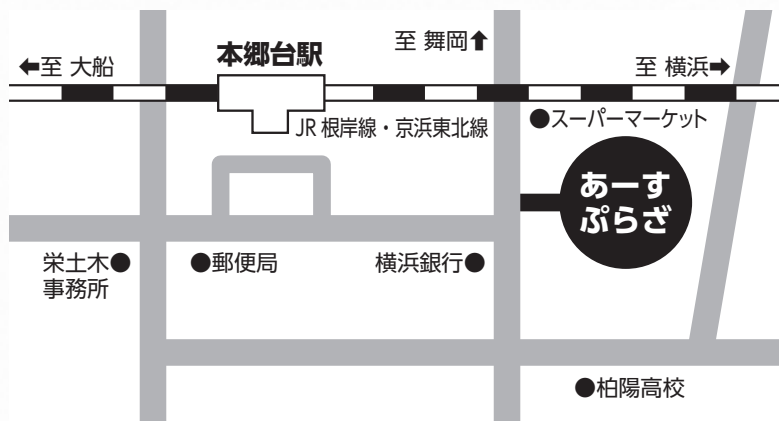 至 舞岡⬆
⬅至 大船
本郷台駅
至 横浜➡
JR 根岸線・京浜東北線
●スーパーマーケット
あーす
ぷらざ
栄土木●
事務所
●郵便局
横浜銀行●
●柏陽高校